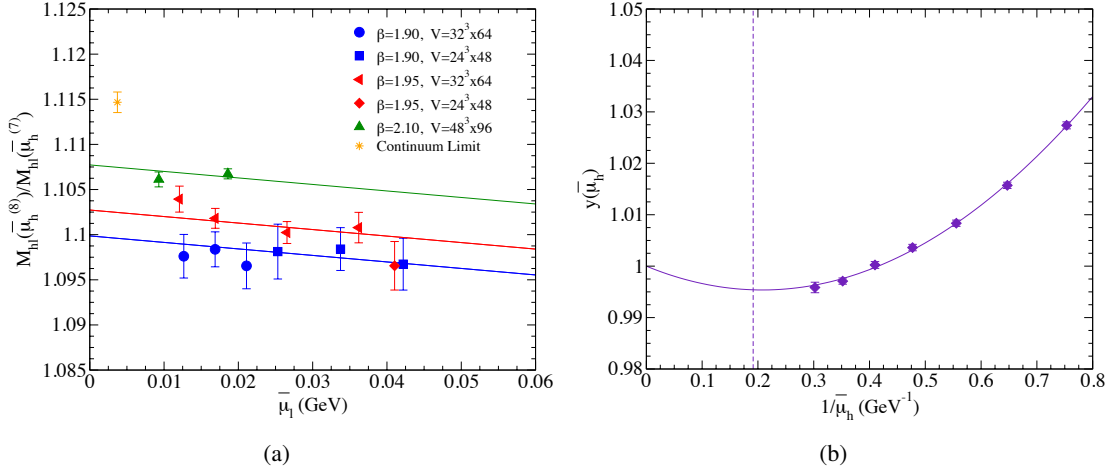 1.125
1.12
1.115
1.11
1.105
1.1
1.095
1.09
1.085
M_hl(μ̄_h^(8))/M_hl(μ̄_h^(7))
β=1.90, V=32³x64
β=1.90, V=24³x48
β=1.95, V=32³x64
β=1.95, V=24³x48
β=2.10, V=48³x96
Continuum Limit
0 0.01 0.02 0.03 0.04 0.05 0.06
μ̄_l (GeV)
(a)
1.05
1.04
1.03
1.02
1.01
1
0.99
0.98
y(μ̄_h)
0 0.1 0.2 0.3 0.4 0.5 0.6 0.7 0.8
1/μ̄_h (GeV⁻¹)
(b)